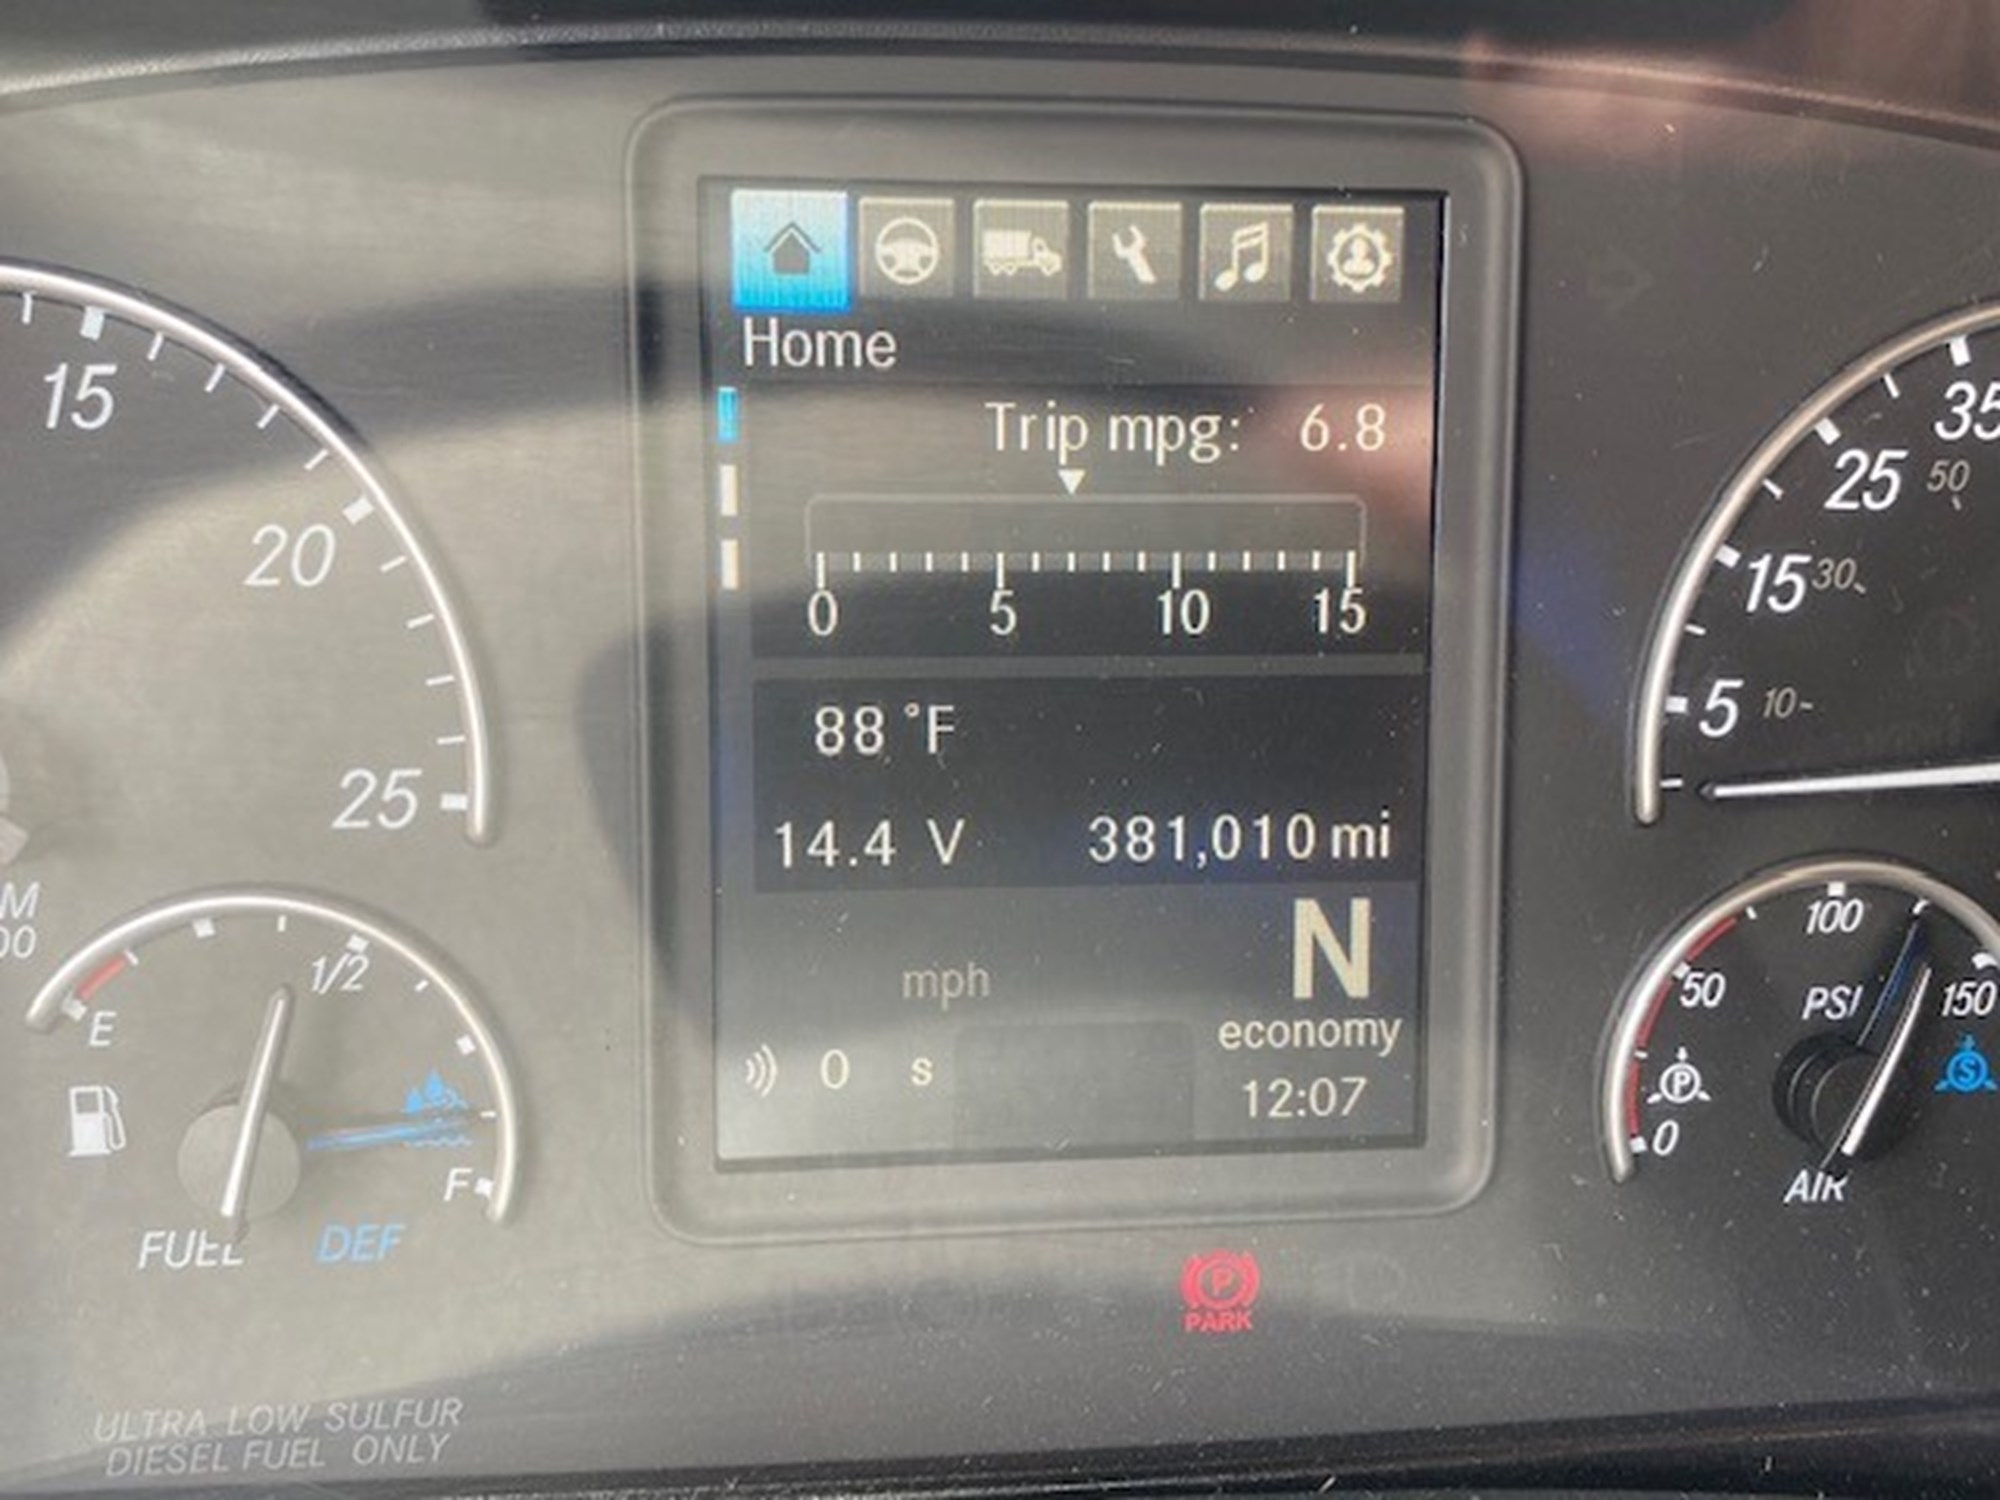 Home
Trip mpg: 6.8
0 5 10 15
88 °F
14.4 V 381,010 mi
N
mph
economy
0 s
12:07
15
20
25
E
1/2
F
FUEL DEF
ULTRA LOW SULFUR
DIESEL FUEL ONLY
35
25 50
15 30
5 10
100
50 PSI 150
P S
0
AIR
P
PARK